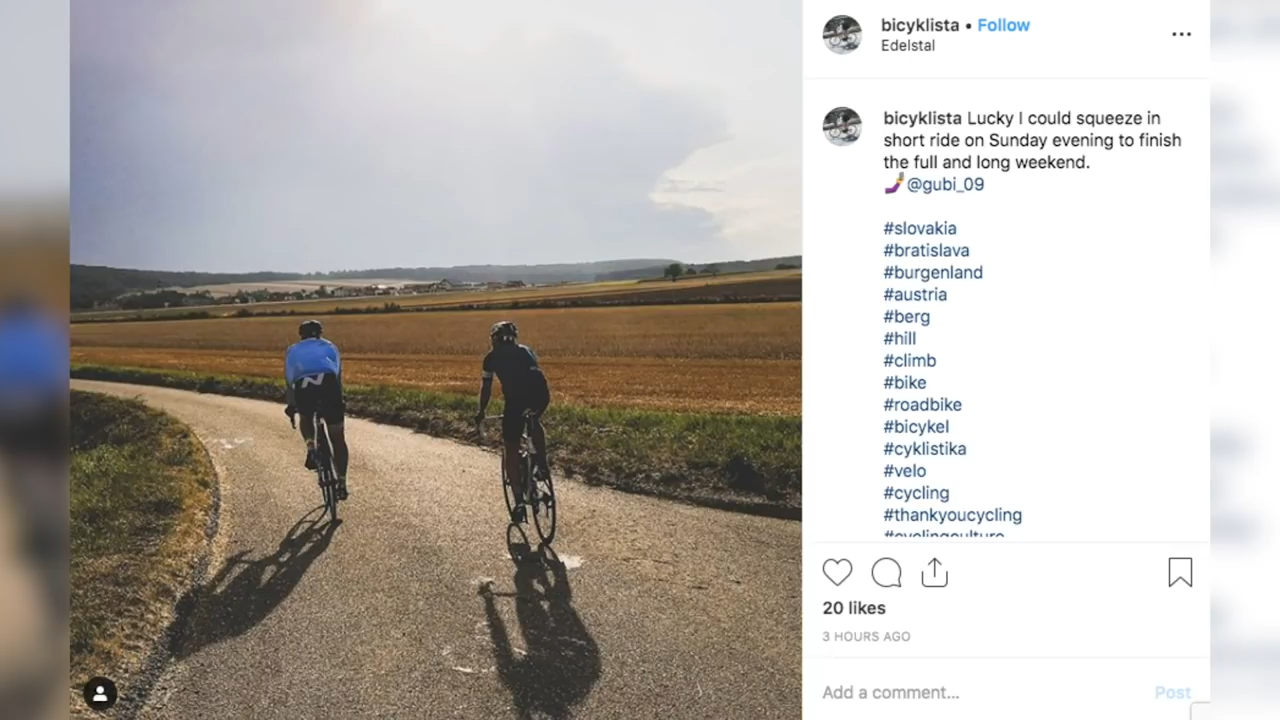 bicyklista • Follow
Edelstal
bicyklista Lucky I could squeeze in
short ride on Sunday evening to finish
the full and long weekend.
@gubi_09
#slovakia
#bratislava
#burgenland
#austria
#berg
#hill
#climb
#bike
#roadbike
#bicykel
#cyklistika
#velo
#cycling
#thankyoucycling
#cyclingculture
20 likes
3 HOURS AGO
Add a comment...
Post
N